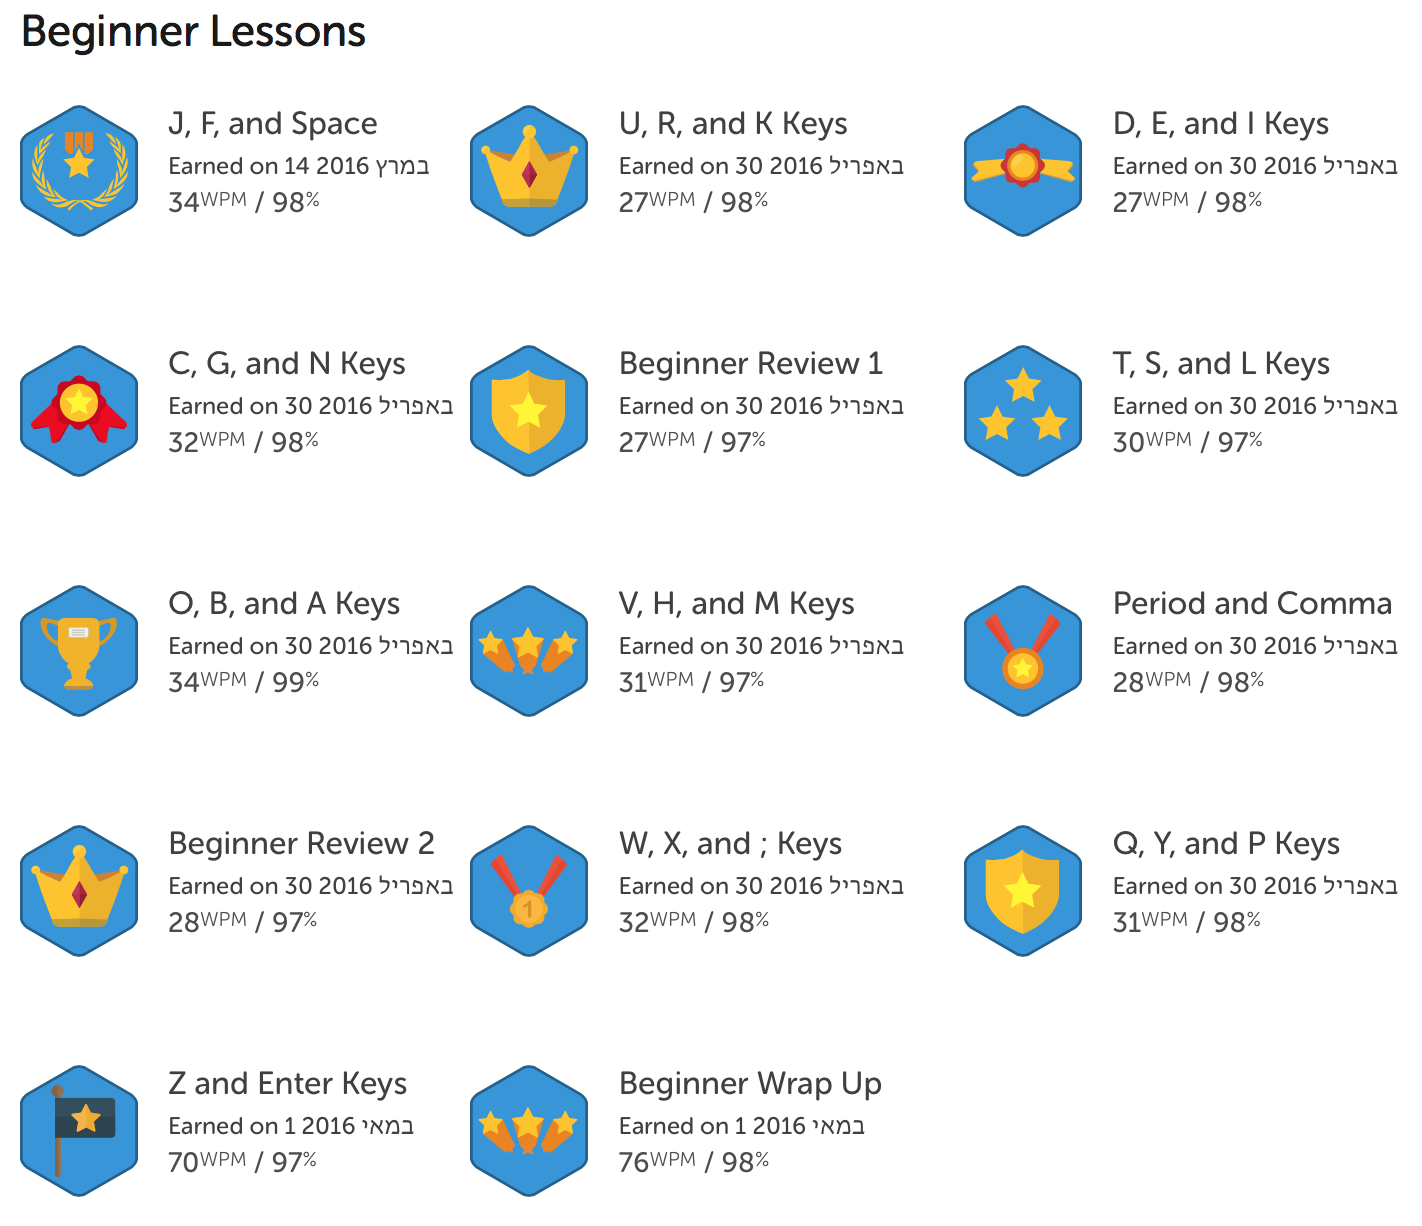 Beginner Lessons
J, F, and Space
Earned on 14 במרץ 2016
34WPM / 98%
U, R, and K Keys
Earned on 30 באפריל 2016
27WPM / 98%
D, E, and I Keys
Earned on 30 באפריל 2016
27WPM / 98%
C, G, and N Keys
Earned on 30 באפריל 2016
32WPM / 98%
Beginner Review 1
Earned on 30 באפריל 2016
27WPM / 97%
T, S, and L Keys
Earned on 30 באפריל 2016
30WPM / 97%
O, B, and A Keys
Earned on 30 באפריל 2016
34WPM / 99%
V, H, and M Keys
Earned on 30 באפריל 2016
31WPM / 97%
Period and Comma
Earned on 30 באפריל 2016
28WPM / 98%
Beginner Review 2
Earned on 30 באפריל 2016
28WPM / 97%
1
W, X, and ; Keys
Earned on 30 באפריל 2016
32WPM / 98%
Q, Y, and P Keys
Earned on 30 באפריל 2016
31WPM / 98%
Z and Enter Keys
Earned on 1 במאי 2016
70WPM / 97%
Beginner Wrap Up
Earned on 1 במאי 2016
76WPM / 98%